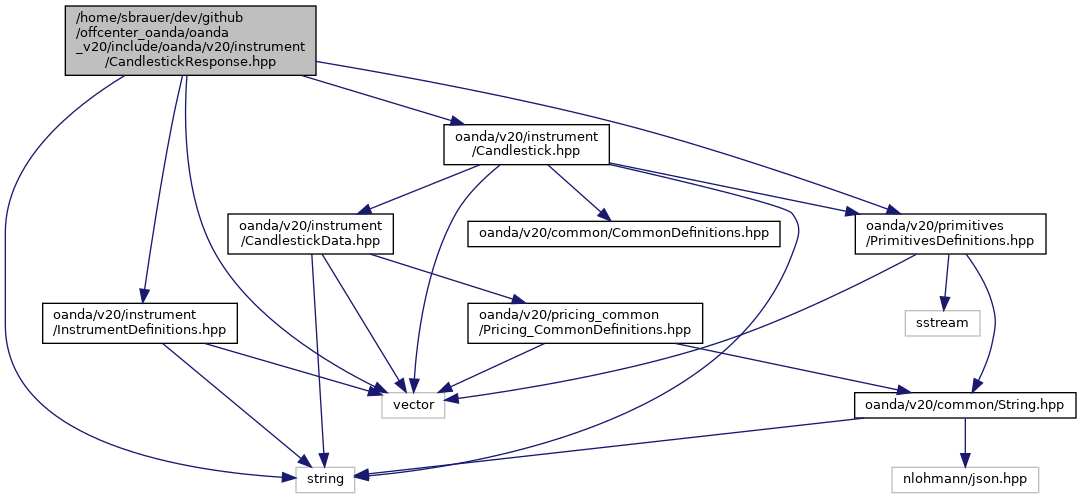 /home/sbrauer/dev/github
/offcenter_oanda/oanda
_v20/include/oanda/v20/instrument
/CandlestickResponse.hpp
oanda/v20/instrument
/Candlestick.hpp
oanda/v20/instrument
/CandlestickData.hpp
oanda/v20/common/CommonDefinitions.hpp
oanda/v20/primitives
/PrimitivesDefinitions.hpp
oanda/v20/instrument
/InstrumentDefinitions.hpp
oanda/v20/pricing_common
/Pricing_CommonDefinitions.hpp
sstream
vector
oanda/v20/common/String.hpp
string
nlohmann/json.hpp